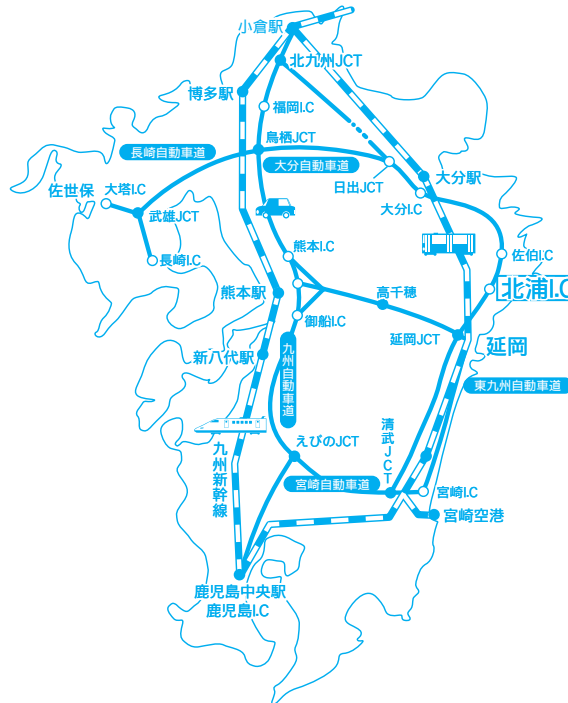 小倉駅
北九州JCT
博多駅
福岡I.C
鳥栖JCT
長崎自動車道
大分自動車道
佐世保
大塔I.C
日出JCT
大分駅
武雄JCT
大分I.C
長崎I.C
熊本I.C
佐伯I.C
熊本駅
高千穂
北浦I.C
御船I.C
延岡JCT
延岡
新八代駅
九州自動車道
東九州自動車道
九州新幹線
えびのJCT
清武JCT
宮崎自動車道
宮崎I.C
宮崎空港
鹿児島中央駅
鹿児島I.C